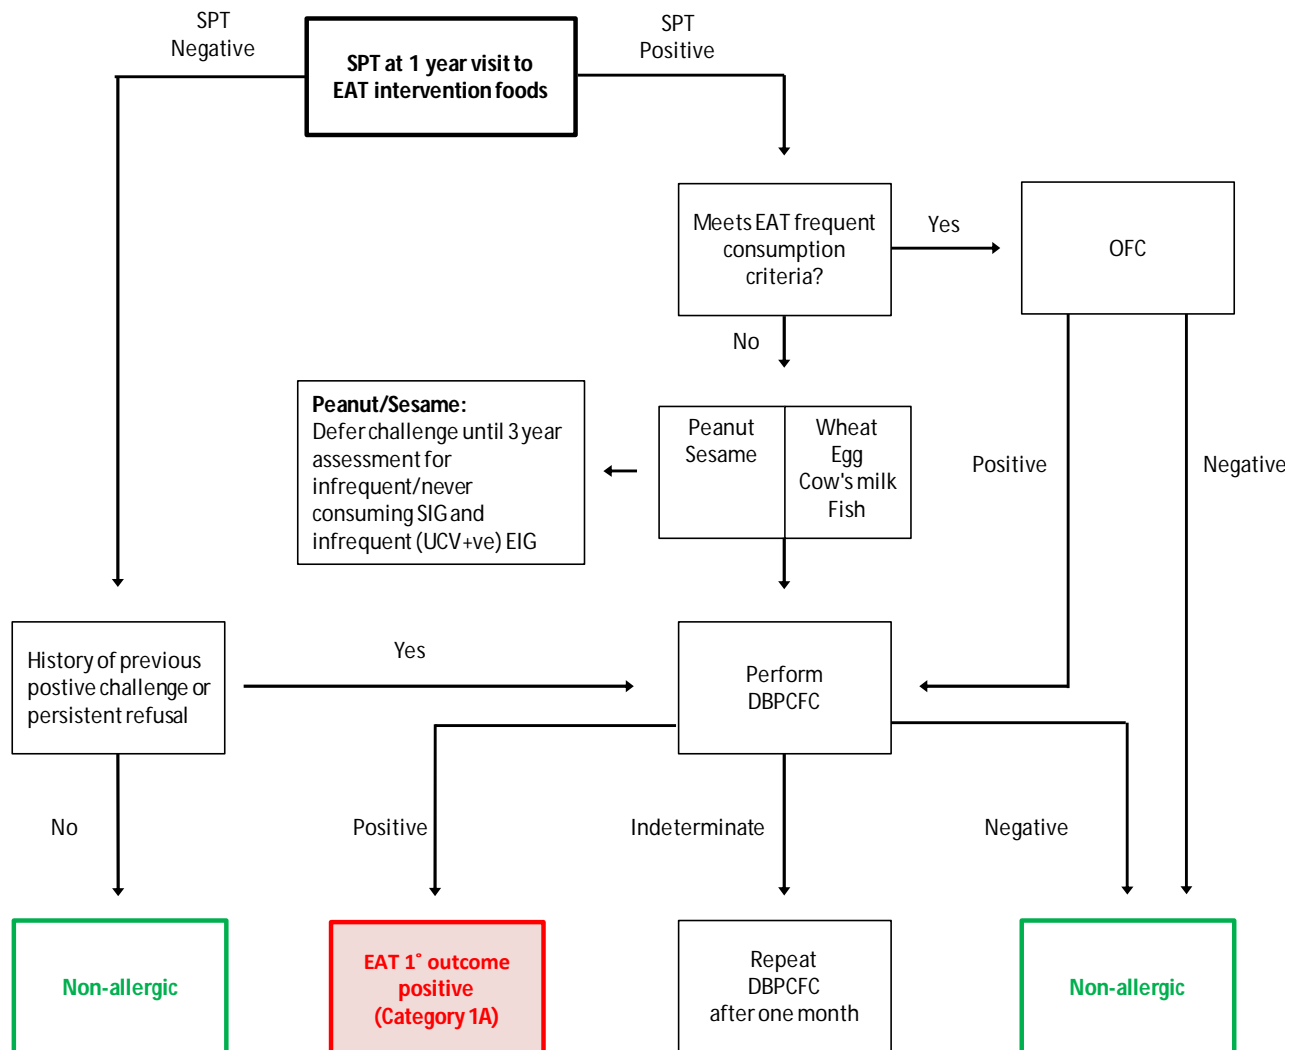 SPT
Negative
SPT
Positive
SPT at 1 year visit to
EAT intervention foods
Meets EAT frequent
consumption
criteria?
Yes
OFC
No
Peanut/Sesame:
Defer challenge until 3 year
assessment for
infrequent/never
consuming SIG and
infrequent (UCV+ve) EIG
Peanut
Sesame
Wheat
Egg
Cow's milk
Fish
Positive
Negative
History of previous
postive challenge or
persistent refusal
Yes
Perform
DBPCFC
No
Positive
Indeterminate
Negative
Non-allergic
EAT 1° outcome
positive
(Category 1A)
Repeat
DBPCFC
after one month
Non-allergic